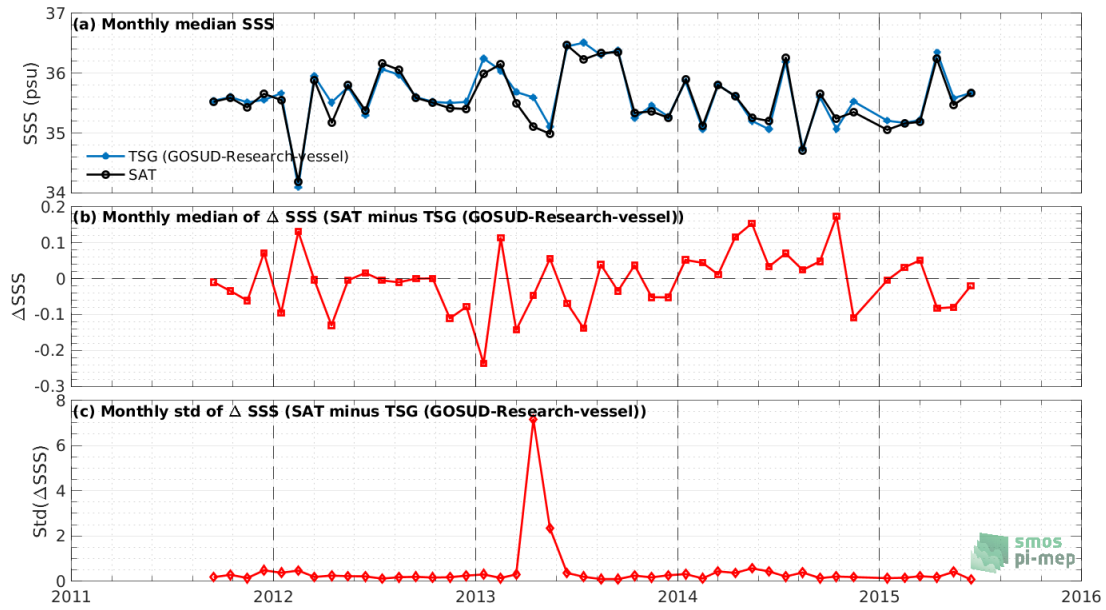 (a) Monthly median SSS
37
36
35
34
SSS (psu)
TSG (GOSUD-Research-vessel)
SAT
(b) Monthly median of Δ SSS (SAT minus TSG (GOSUD-Research-vessel))
0.2
0.1
0
-0.1
-0.2
-0.3
ΔSSS
(c) Monthly std of Δ SSS (SAT minus TSG (GOSUD-Research-vessel))
8
6
4
2
0
Std(ΔSSS)
smos
pi-mep
2011 2012 2013 2014 2015 2016